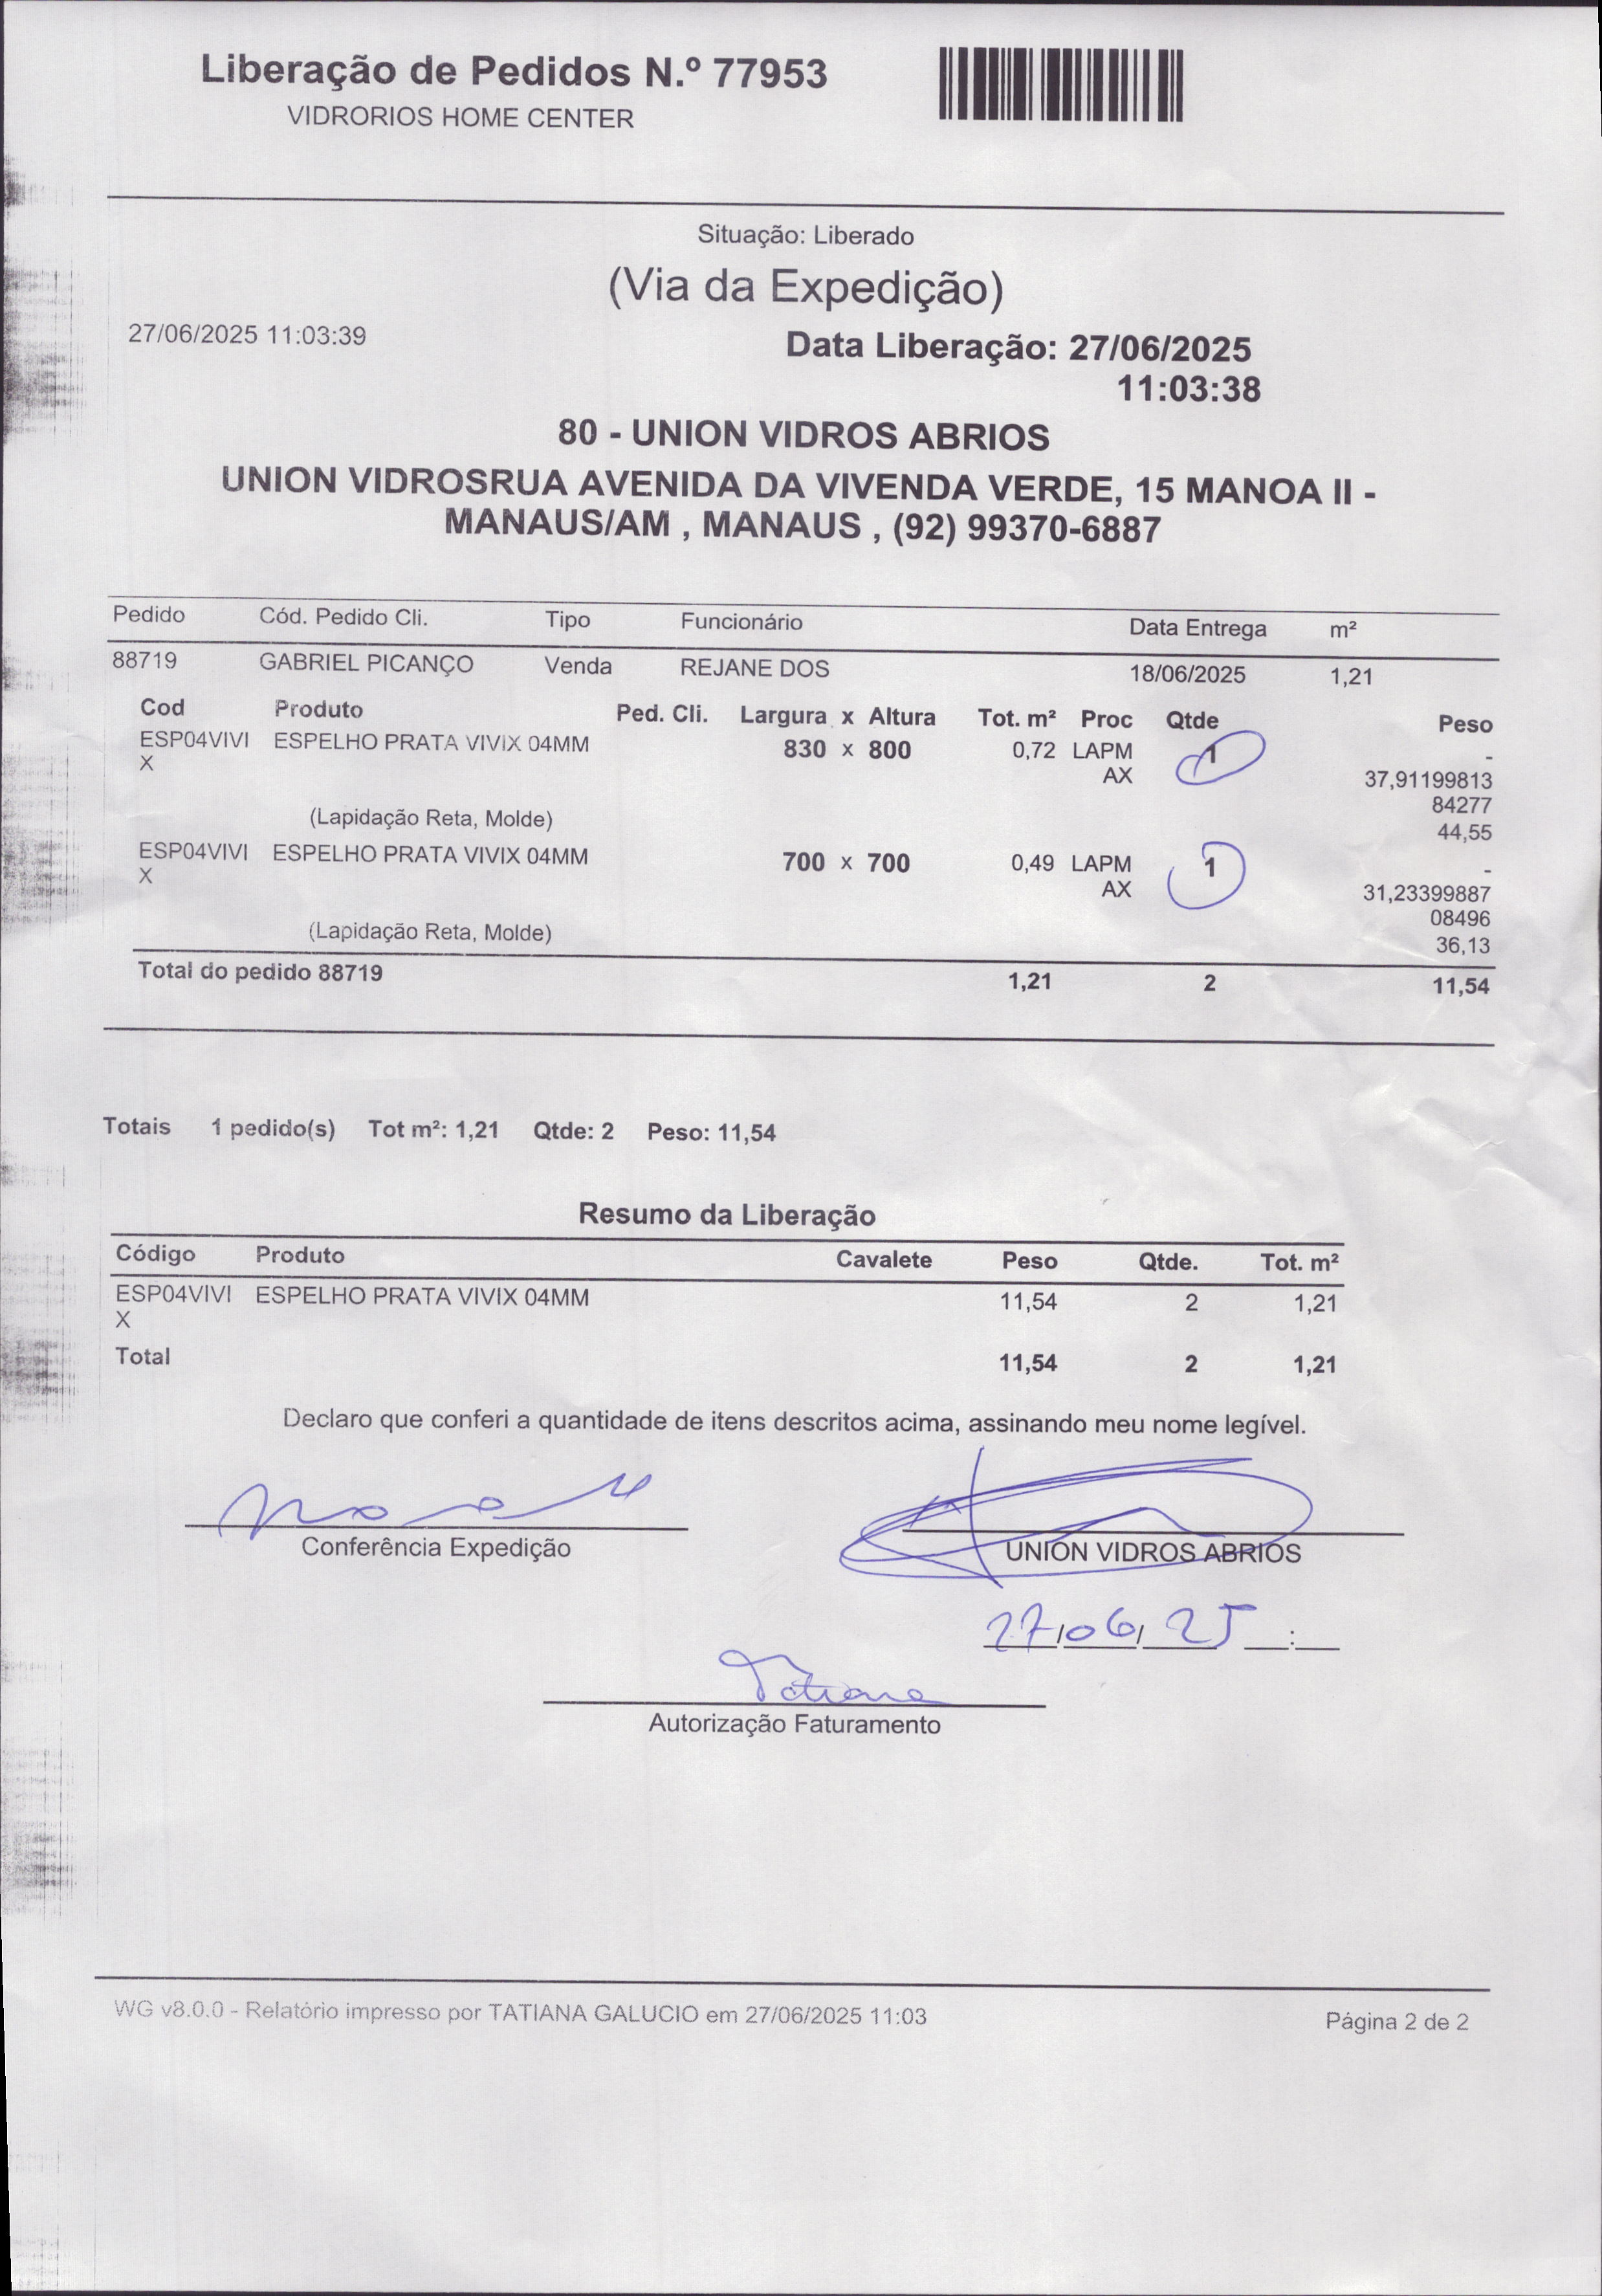 Liberação de Pedidos N.º 77953
VIDRORIOS HOME CENTER
Situação: Liberado
(Via da Expedição)
27/06/2025 11:03:39
Data Liberação: 27/06/2025
11:03:38
80 - UNION VIDROS ABRIOS
UNION VIDROSRUA AVENIDA DA VIVENDA VERDE, 15 MANOA II -
MANAUS/AM , MANAUS , (92) 99370-6887
Pedido Cód. Pedido Cli. Tipo Funcionário Data Entrega m²
88719 GABRIEL PICANÇO Venda REJANE DOS 18/06/2025 1,21
Cod Produto Ped. Cli. Largura x Altura Tot. m² Proc Qtde Peso
ESP04VIVI ESPELHO PRATA VIVIX 04MM 830 x 800 0,72 LAPM 1 -
X AX 37,91199813
84277
(Lapidação Reta, Molde) 44,55
ESP04VIVI ESPELHO PRATA VIVIX 04MM 700 x 700 0,49 LAPM 1 -
X AX 31,23399887
08496
(Lapidação Reta, Molde) 36,13
Total do pedido 88719 1,21 2 11,54
Totais 1 pedido(s) Tot m²: 1,21 Qtde: 2 Peso: 11,54
Resumo da Liberação
Código Produto Cavalete Peso Qtde. Tot. m²
ESP04VIVI ESPELHO PRATA VIVIX 04MM 11,54 2 1,21
X
Total 11,54 2 1,21
Declaro que conferi a quantidade de itens descritos acima, assinando meu nome legível.
Conferência Expedição
UNION VIDROS ABRIOS
27/06/25 __:__
Tatiana
Autorização Faturamento
WG v8.0.0 - Relatório impresso por TATIANA GALUCIO em 27/06/2025 11:03
Página 2 de 2